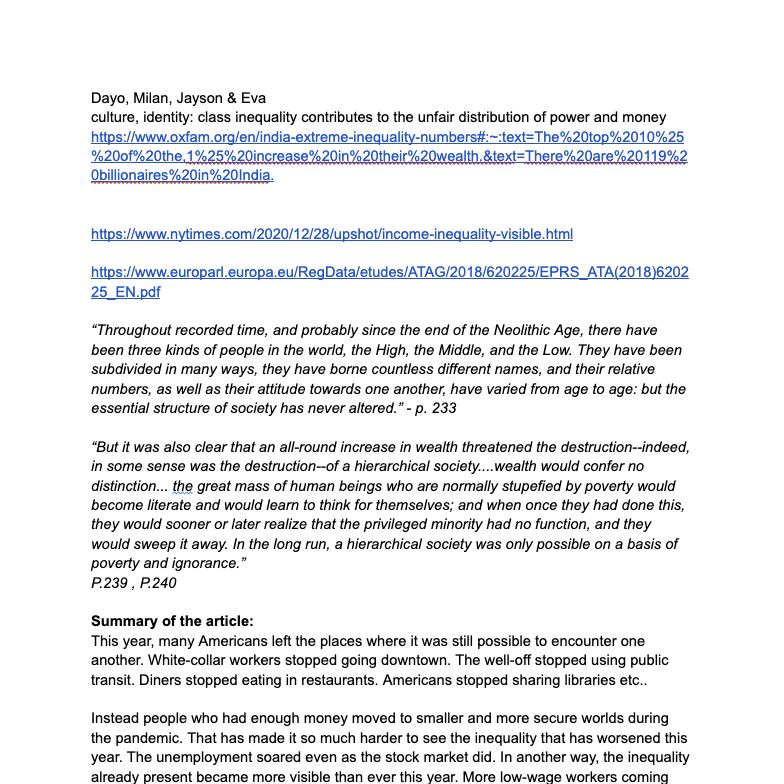 Dayo, Milan, Jayson & Eva
culture, identity: class inequality contributes to the unfair distribution of power and money
https://www.oxfam.org/en/india-extreme-inequality-numbers#:~:text=The%20top%2010%25
%20of%20the,1%25%20increase%20in%20their%20wealth.&text=There%20are%20119%2
0billionaires%20in%20India.
https://www.nytimes.com/2020/12/28/upshot/income-inequality-visible.html
https://www.europarl.europa.eu/RegData/etudes/ATAG/2018/620225/EPRS_ATA(2018)6202
25_EN.pdf
“Throughout recorded time, and probably since the end of the Neolithic Age, there have
been three kinds of people in the world, the High, the Middle, and the Low. They have been
subdivided in many ways, they have borne countless different names, and their relative
numbers, as well as their attitude towards one another, have varied from age to age: but the
essential structure of society has never altered.” - p. 233
“But it was also clear that an all-round increase in wealth threatened the destruction--indeed,
in some sense was the destruction--of a hierarchical society....wealth would confer no
distinction... the great mass of human beings who are normally stupefied by poverty would
become literate and would learn to think for themselves; and when once they had done this,
they would sooner or later realize that the privileged minority had no function, and they
would sweep it away. In the long run, a hierarchical society was only possible on a basis of
poverty and ignorance.”
P.239 , P.240
Summary of the article:
This year, many Americans left the places where it was still possible to encounter one
another. White-collar workers stopped going downtown. The well-off stopped using public
transit. Diners stopped eating in restaurants. Americans stopped sharing libraries etc..
Instead people who had enough money moved to smaller and more secure worlds during
the pandemic. That has made it so much harder to see the inequality that has worsened this
year. The unemployment soared even as the stock market did. In another way, the inequality
already present became more visible than ever this year. More low-wage workers coming